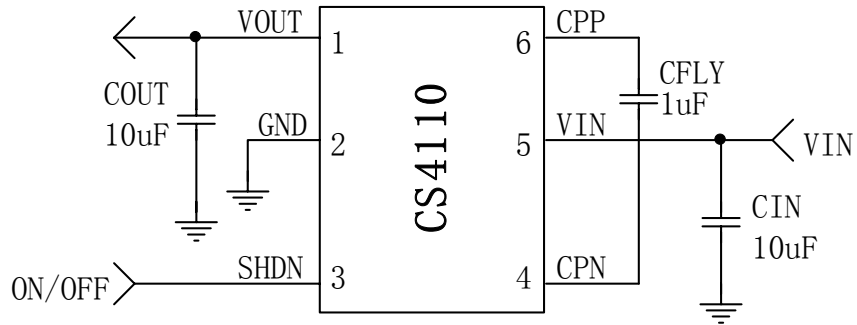 VOUT
1
6
CPP
COUT
10uF
CFLY
1uF
GND
2
CS4110
5
VIN
VIN
CIN
10uF
ON/OFF
SHDN
3
4
CPN